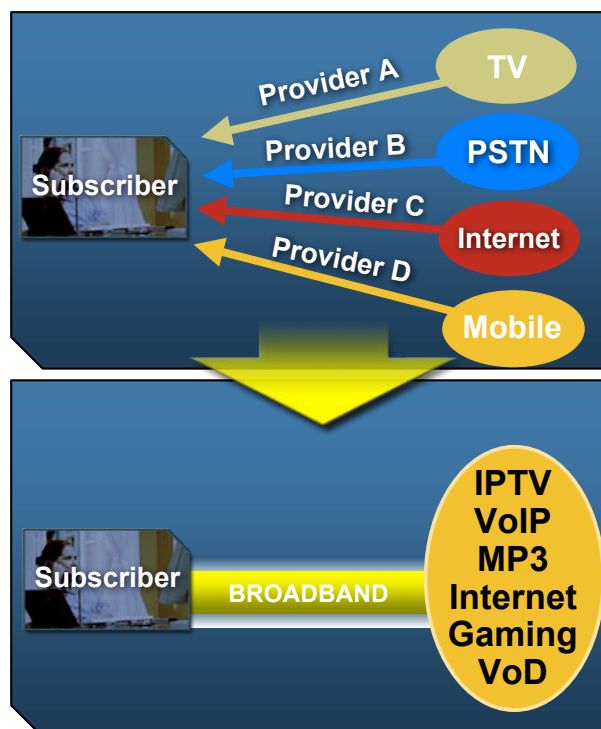 TV
Provider A
Provider B
PSTN
Subscriber
Provider C
Internet
Provider D
Mobile
IPTV
VoIP
MP3
Subscriber
BROADBAND
Internet
Gaming
VoD